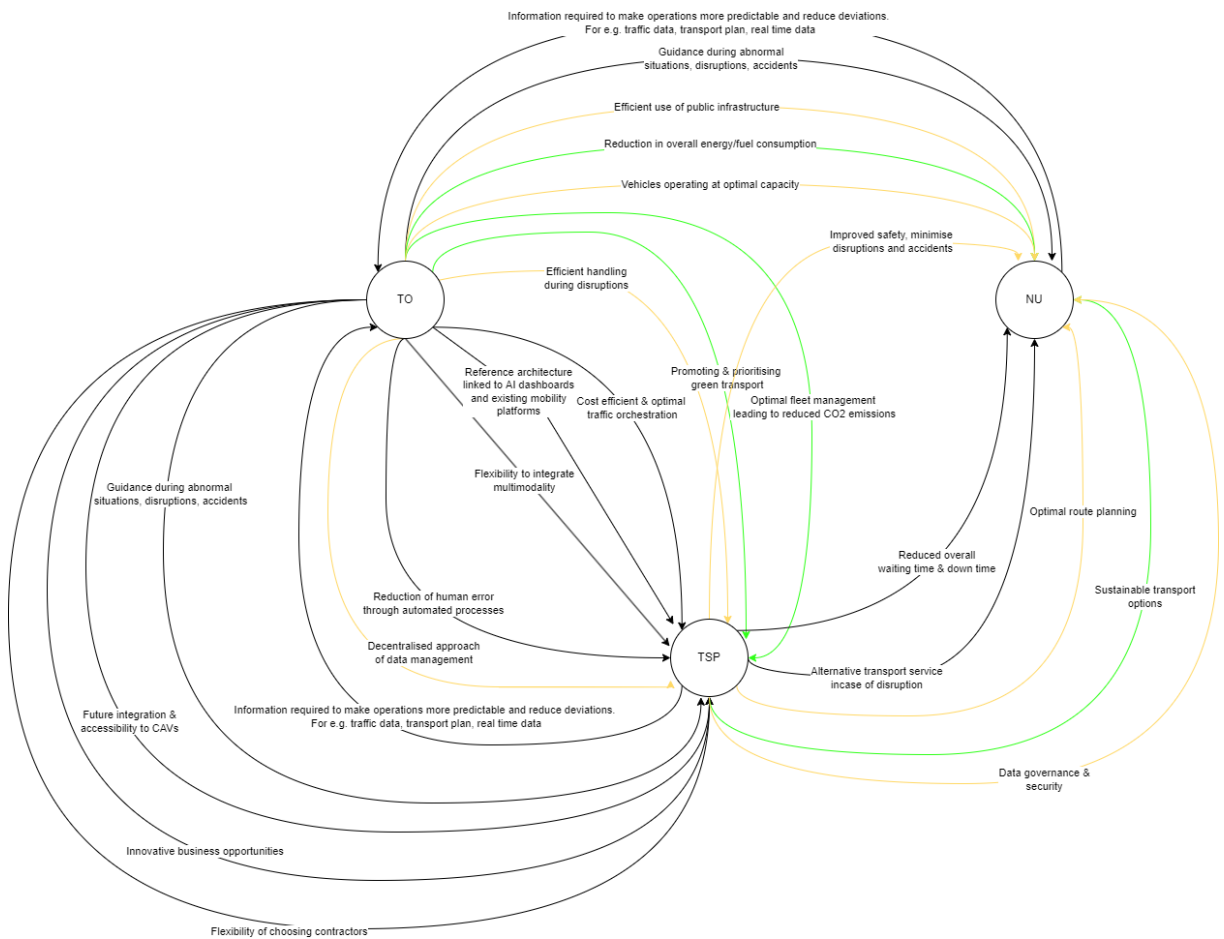 Information required to make operations more predictable and reduce deviations.
For e.g. traffic data, transport plan, real time data
Guidance during abnormal
situations, disruptions, accidents
Efficient use of public infrastructure
Reduction in overall energy/fuel consumption
Vehicles operating at optimal capacity
Improved safety, minimise
disruptions and accidents
Efficient handling
during disruptions
TO
NU
Reference architecture
linked to AI dashboards
and existing mobility
platforms
Promoting & prioritising
green transport
Cost efficient & optimal
traffic orchestration
Optimal fleet management
leading to reduced CO2 emissions
Flexibility to integrate
multimodality
Guidance during abnormal
situations, disruptions, accidents
Optimal route planning
Reduced overall
waiting time & down time
Reduction of human error
through automated processes
Sustainable transport
options
Decentralised approach
of data management
TSP
Alternative transport service
incase of disruption
Information required to make operations more predictable and reduce deviations.
For e.g. traffic data, transport plan, real time data
Future integration &
accessibility to CAVs
Data governance &
security
Innovative business opportunities
Flexibility of choosing contractors